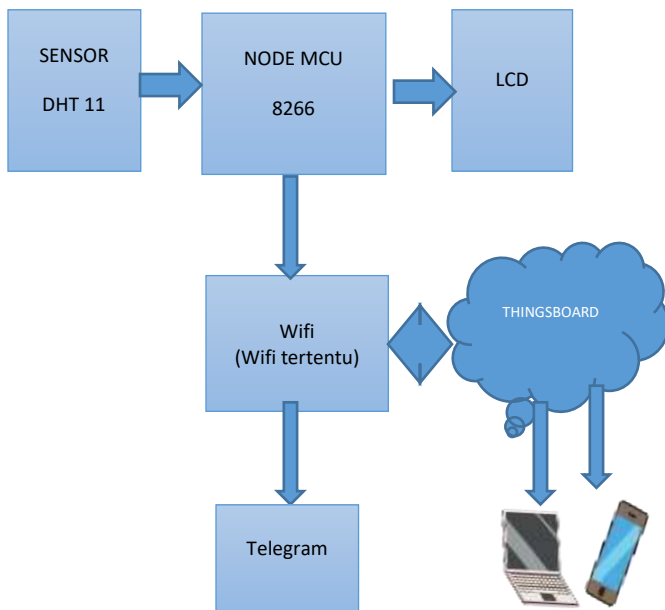 SENSOR
DHT 11
NODE MCU
8266
LCD
Wifi
(Wifi tertentu)
THINGSBOARD
Telegram